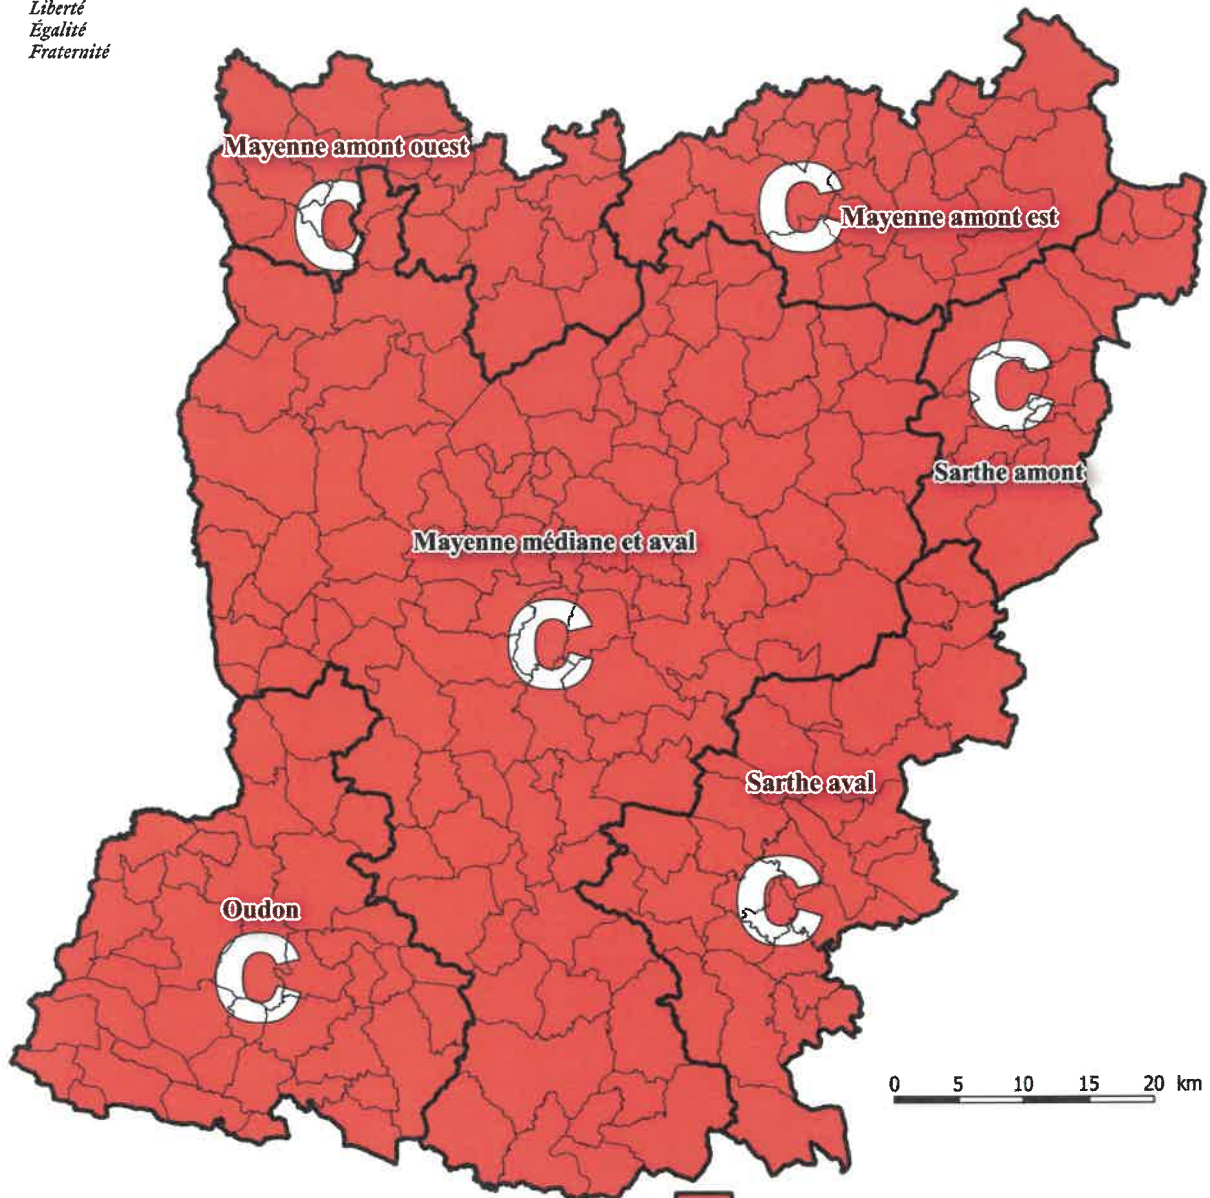 Liberté
Égalité
Fraternité
Mayenne amont ouest
C
C
Mayenne amont est
C
Sarthe amont
Mayenne médiane et aval
C
Sarthe aval
C
Oudon
C
0 5 10 15 20 km